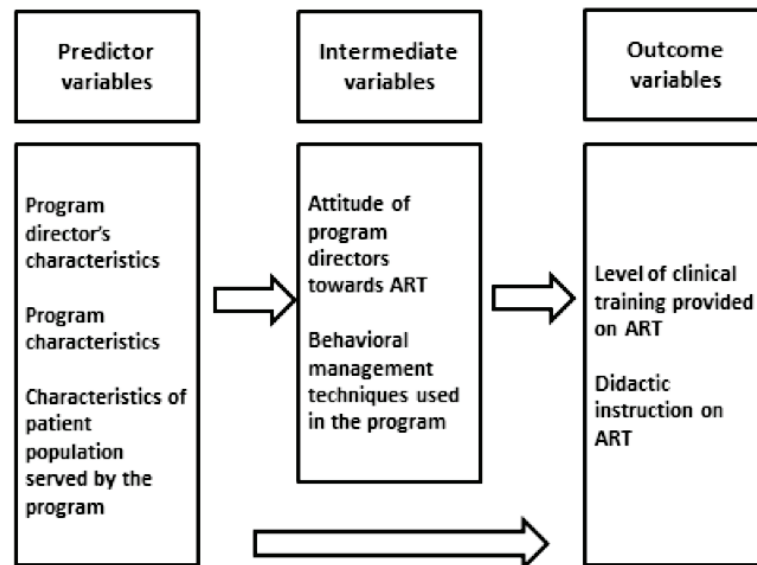 Predictor
variables
Intermediate
variables
Outcome
variables
Program
director's
characteristics
Program
characteristics
Characteristics of
patient
population
served by the
program
Attitude of
program
directors
towards ART
Behavioral
management
techniques used
in the program
Level of clinical
training provided
on ART
Didactic
instruction on
ART